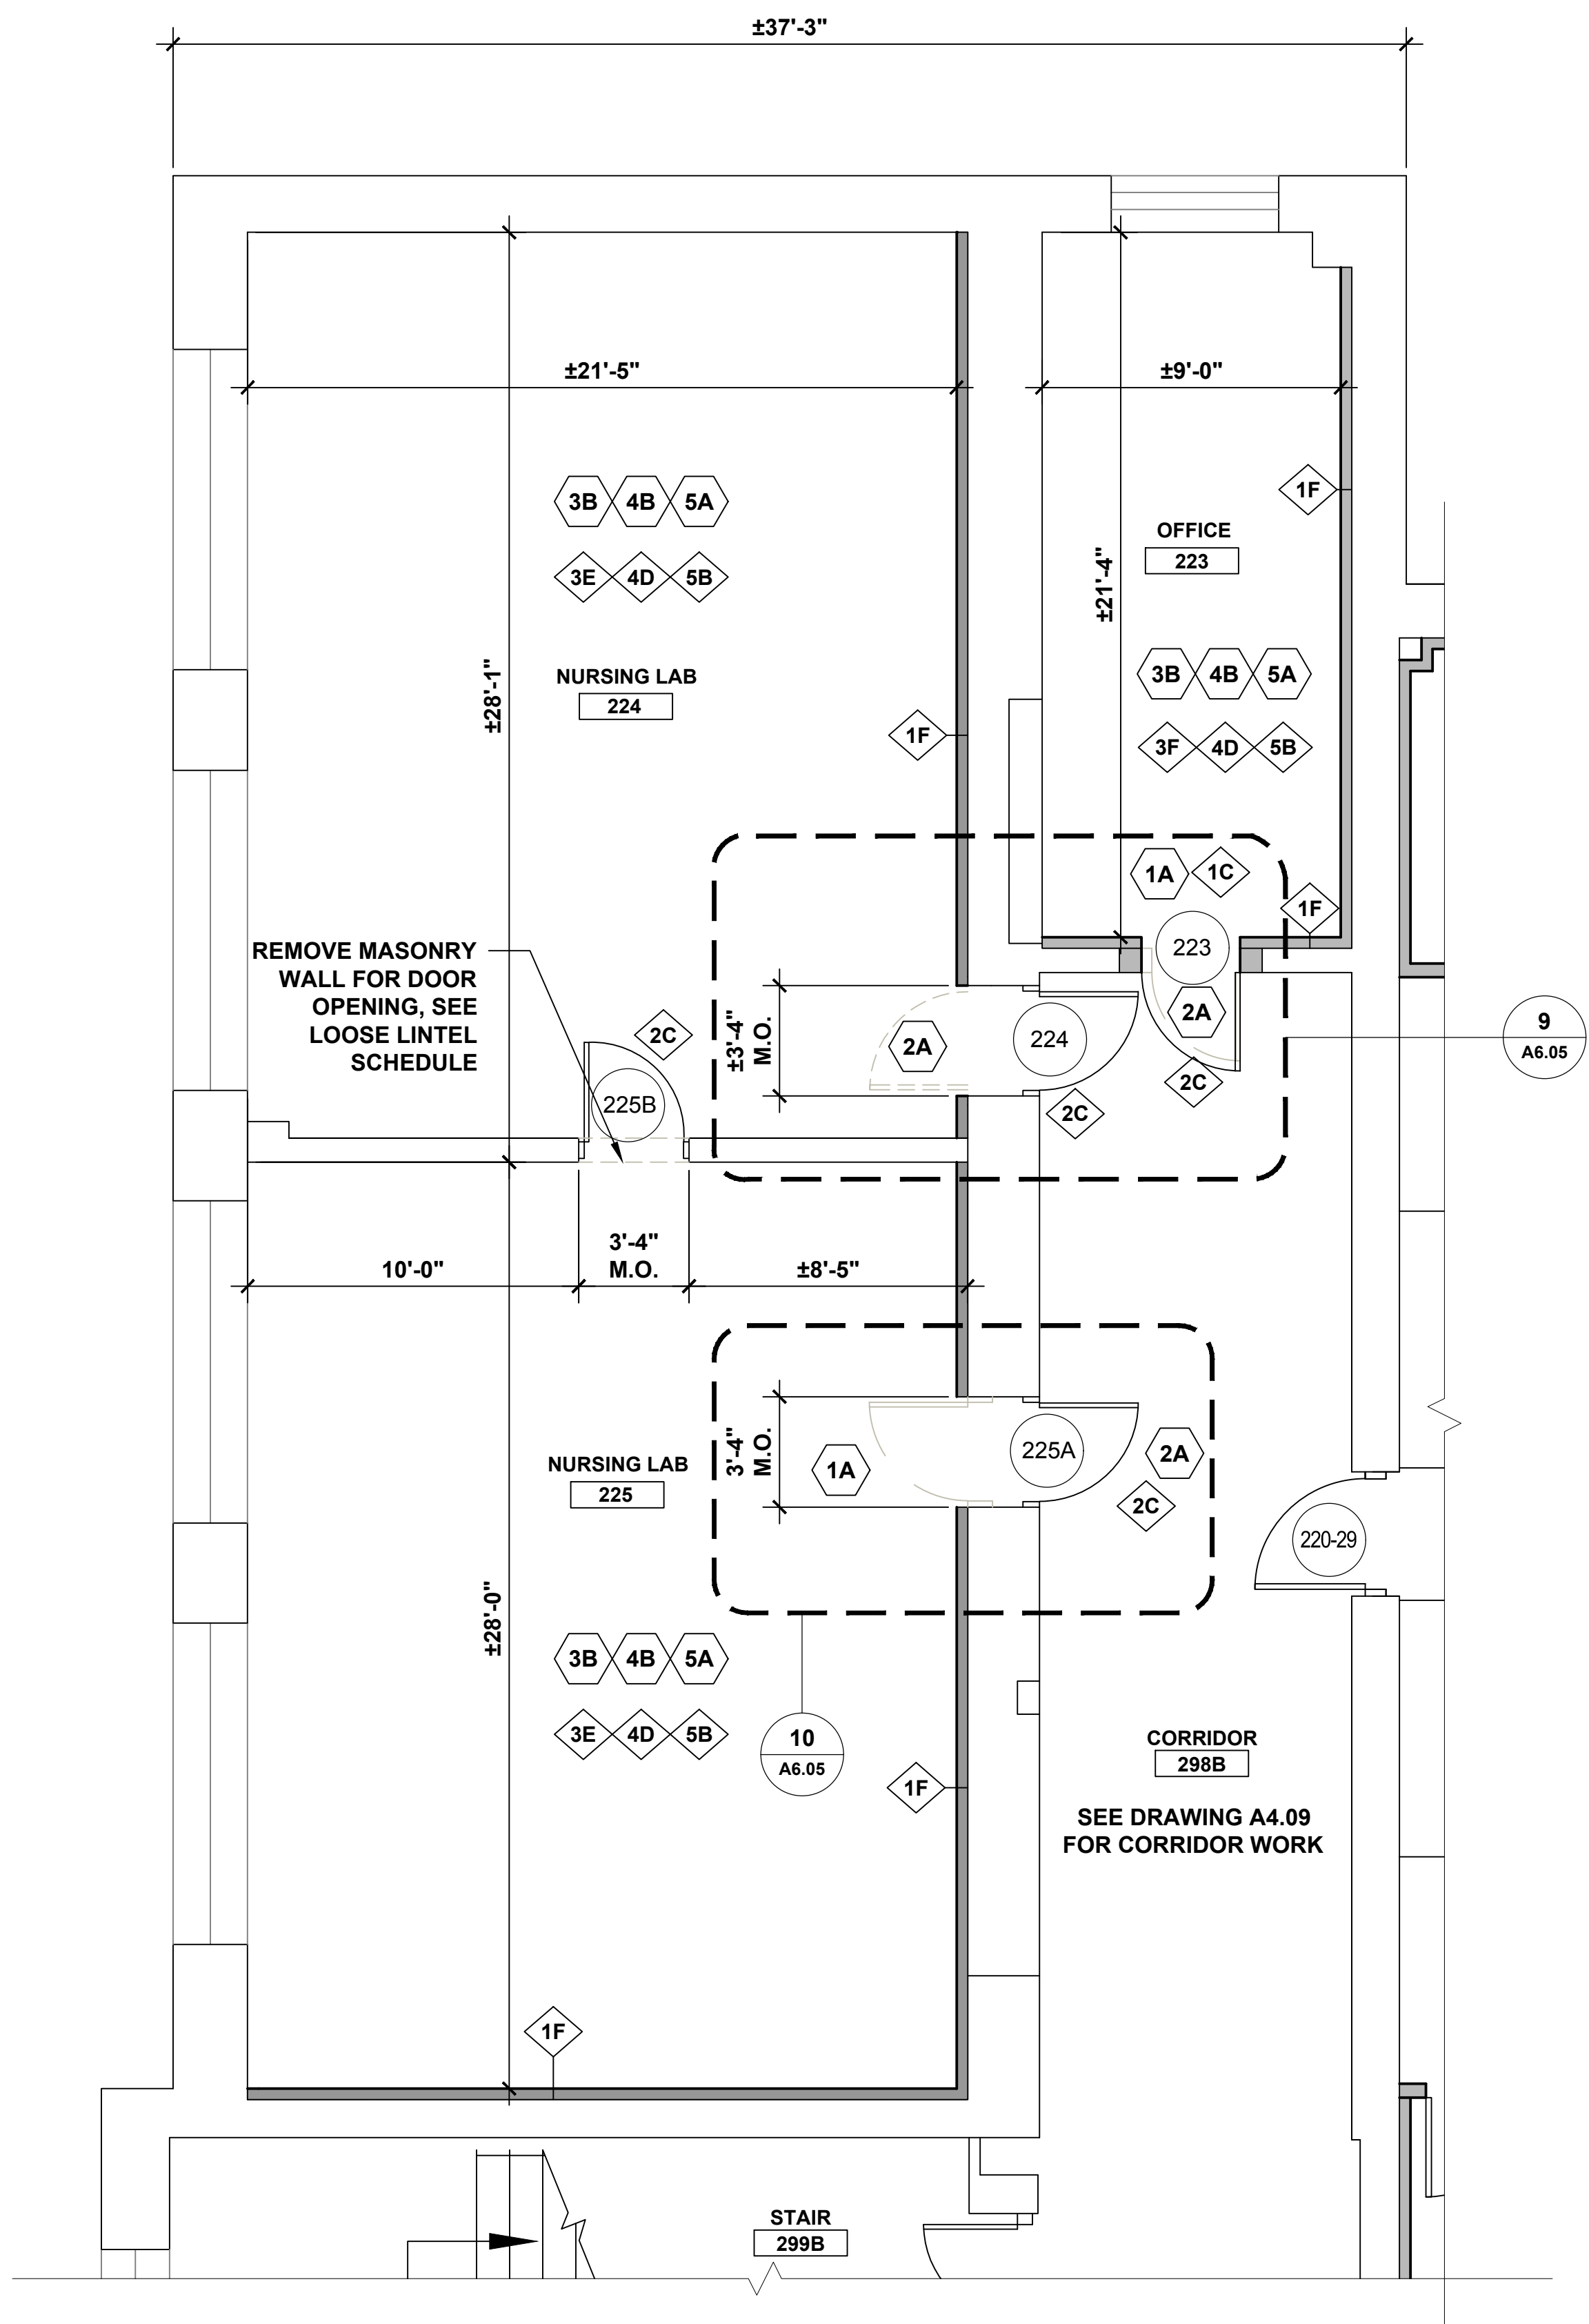 ±37'-3"
±21'-5"
±9'-0"
3B 4B 5A
1F
OFFICE
223
3E 4D 5B
±21'-4"
NURSING LAB
224
±28'-1"
3B 4B 5A
1F
3F 4D 5B
1A 1C
1F
REMOVE MASONRY
WALL FOR DOOR
OPENING, SEE
LOOSE LINTEL
SCHEDULE
223
2A
2C
±3'-4"
M.O.
2A
224
9
A6.05
2C
2C
225B
3'-4"
M.O.
10'-0"
±8'-5"
3'-4"
M.O.
1A
225A
2A
2C
NURSING LAB
225
220-29
±28'-0"
3B 4B 5A
3E 4D 5B
10
A6.05
1F
CORRIDOR
298B
SEE DRAWING A4.09
FOR CORRIDOR WORK
1F
STAIR
299B